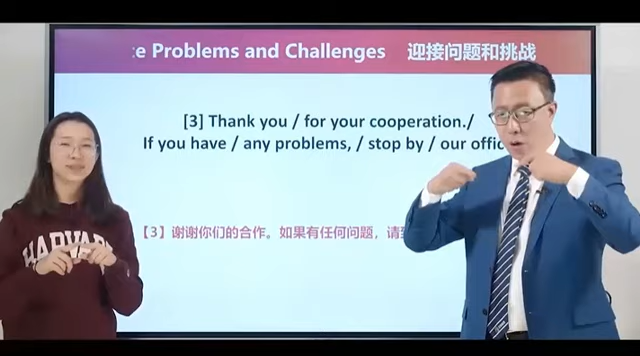 e Problems and Challenges 迎接问题和挑战
[3] Thank you / for your cooperation./
If you have / any problems, / stop by / our offic
【3】谢谢你们的合作。如果有任何问题，请到
HARVARD